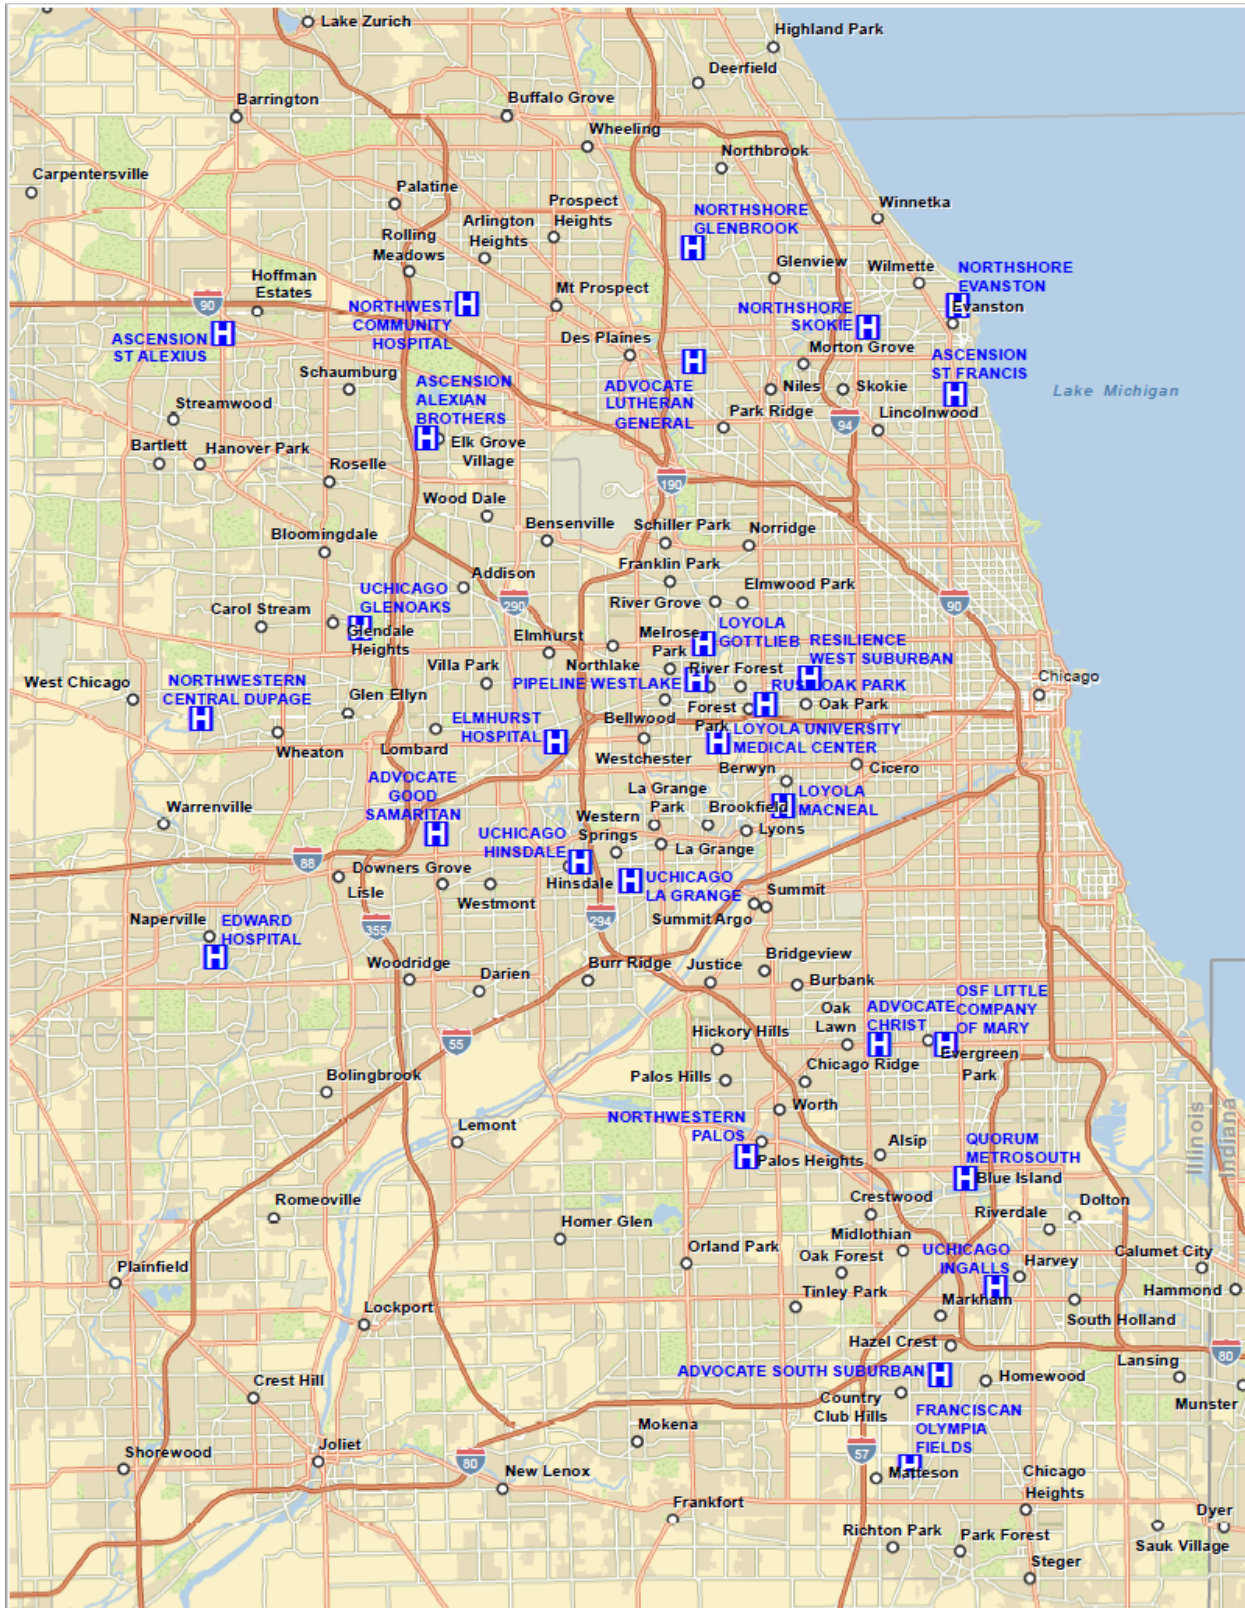 Lake Zurich
Highland Park
Deerfield
Barrington
Buffalo Grove
Wheeling
Northbrook
Carpentersville
Palatine
Prospect
Heights
Winnetka
Arlington
Heights
NORTHSHORE
GLENBROOK
Rolling
Meadows
Glenview
Wilmette
NORTHSHORE
EVANSTON
Hoffman
Estates
90
Mt Prospect
NORTHWEST
COMMUNITY
HOSPITAL
H
H
H
H
H
H
NORTHSHORE
SKOKIE
Evanston
ASCENSION
ST ALEXIUS
Des Plaines
Morton Grove
ASCENSION
ST FRANCIS
H
H
Schaumburg
ASCENSION
ALEXIAN
BROTHERS
ADVOCATE
LUTHERAN
GENERAL
Niles
Skokie
Lake Michigan
Streamwood
Park Ridge
Lincolnwood
94
H
Bartlett
Hanover Park
Elk Grove
Village
Roselle
190
Wood Dale
Bensenville
Schiller Park
Norridge
Bloomingdale
Franklin Park
Addison
Elmwood Park
UCHICAGO
GLENOAKS
290
River Grove
90
Carol Stream
H
Glendale
Heights
Elmhurst
Melrose
Park
LOYOLA
GOTTLIEB
H
RESILIENCE
WEST SUBURBAN
H
Villa Park
Northlake
River Forest
West Chicago
NORTHWESTERN
CENTRAL DUPAGE
PIPELINE WESTLAKE
H
RUSH OAK PARK
H
Chicago
Glen Ellyn
Forest
Park
Oak Park
H
ELMHURST
HOSPITAL
H
Bellwood
LOYOLA UNIVERSITY
MEDICAL CENTER
H
Wheaton
Lombard
Westchester
Berwyn
Cicero
ADVOCATE
GOOD
SAMARITAN
H
La Grange
Park
Brookfield
LOYOLA
MACNEAL
H
Warrenville
Western
Springs
Lyons
UCHICAGO
HINSDALE
H
La Grange
88
Downers Grove
Hinsdale
UCHICAGO
LA GRANGE
H
Summit
Lisle
Westmont
Summit Argo
Naperville
EDWARD
HOSPITAL
H
355
294
Woodridge
Darien
Burr Ridge
Justice
Bridgeview
Burbank
OSF LITTLE
COMPANY
OF MARY
H
Oak
Lawn
ADVOCATE
CHRIST
H
55
Hickory Hills
Evergreen
Park
Chicago Ridge
Bolingbrook
Palos Hills
Worth
Lemont
NORTHWESTERN
PALOS
H
Illinois
Indiana
Alsip
QUORUM
METROSOUTH
H
Palos Heights
Blue Island
Romeoville
Crestwood
Dolton
Homer Glen
Riverdale
Midlothian
Orland Park
Oak Forest
UCHICAGO
INGALLS
H
Harvey
Calumet City
Plainfield
Tinley Park
Hammond
Lockport
Markham
South Holland
Hazel Crest
80
Crest Hill
ADVOCATE SOUTH SUBURBAN
H
Homewood
Lansing
Country
Club Hills
Munster
Mokena
FRANCISCAN
OLYMPIA
FIELDS
H
Shorewood
Joliet
80
57
New Lenox
Matteson
Chicago
Heights
Frankfort
Dyer
Richton Park
Park Forest
Sauk Village
Steger